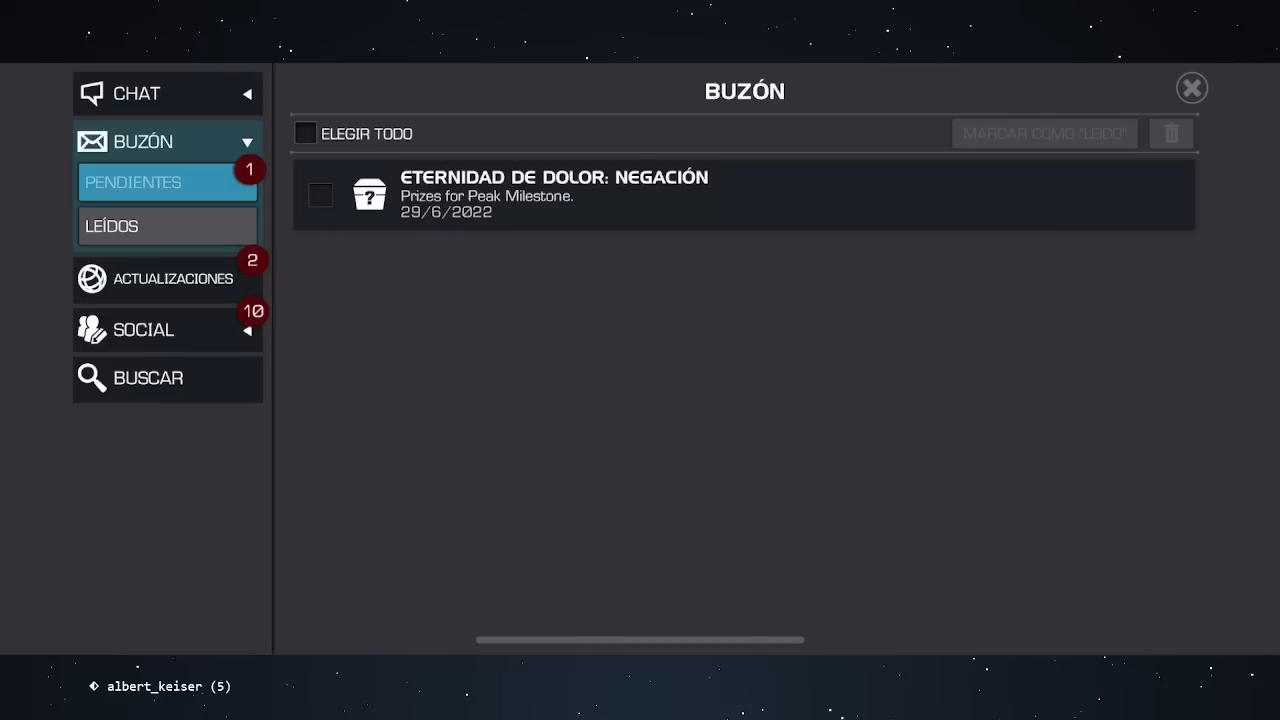 CHAT
BUZÓN
1
PENDIENTES
LEÍDOS
2
ACTUALIZACIONES
10
SOCIAL
BUSCAR
BUZÓN
ELEGIR TODO
MARCAR COMO "LEIDO"
?
ETERNIDAD DE DOLOR: NEGACIÓN
Prizes for Peak Milestone.
29/6/2022
albert_keiser (5)